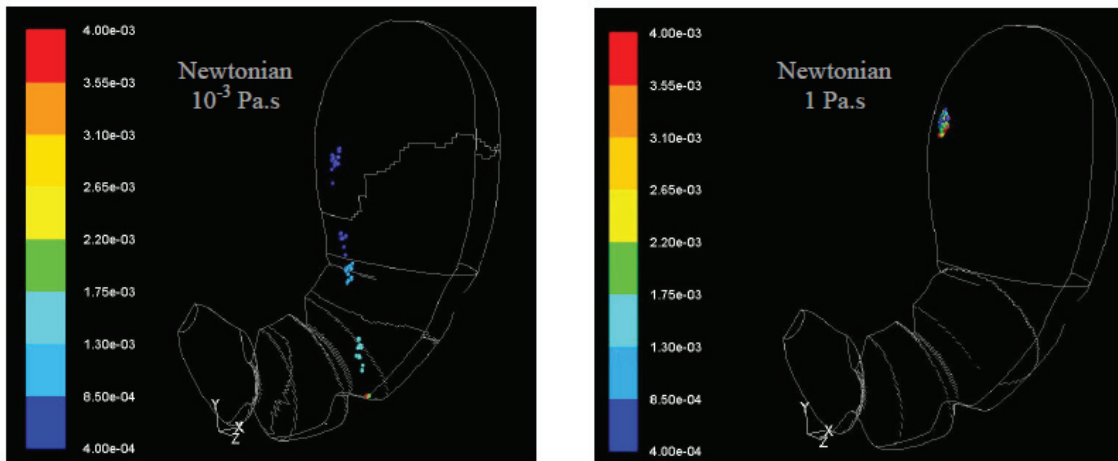 4.00e-03
3.55e-03
3.10e-03
2.65e-03
2.20e-03
1.75e-03
1.30e-03
8.50e-04
4.00e-04
Newtonian
10⁻³ Pa.s
Y
X
Z
4.00e-03
3.55e-03
3.10e-03
2.65e-03
2.20e-03
1.75e-03
1.30e-03
8.50e-04
4.00e-04
Newtonian
1 Pa.s
Y
X
Z